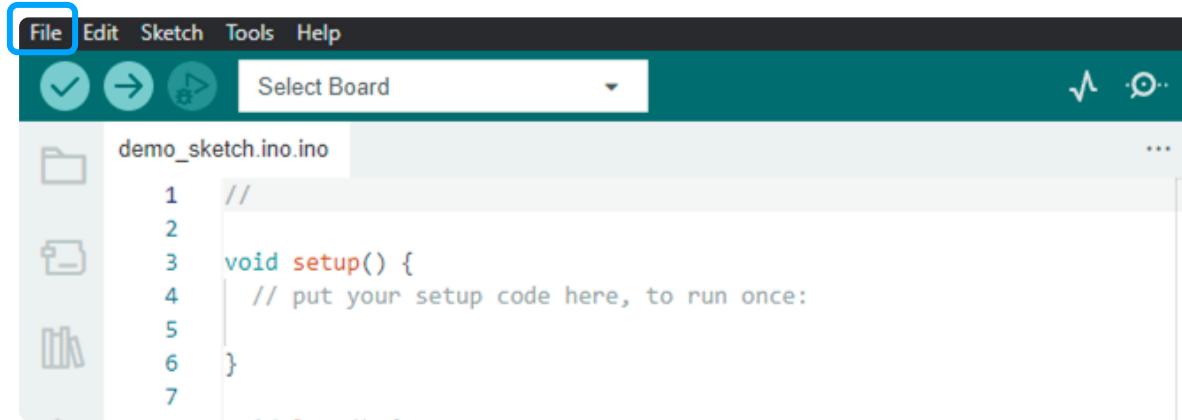 File Edit Sketch Tools Help
Select Board
demo_sketch.ino.ino
1 //
2
3 void setup() {
4 // put your setup code here, to run once:
5
6 }
7